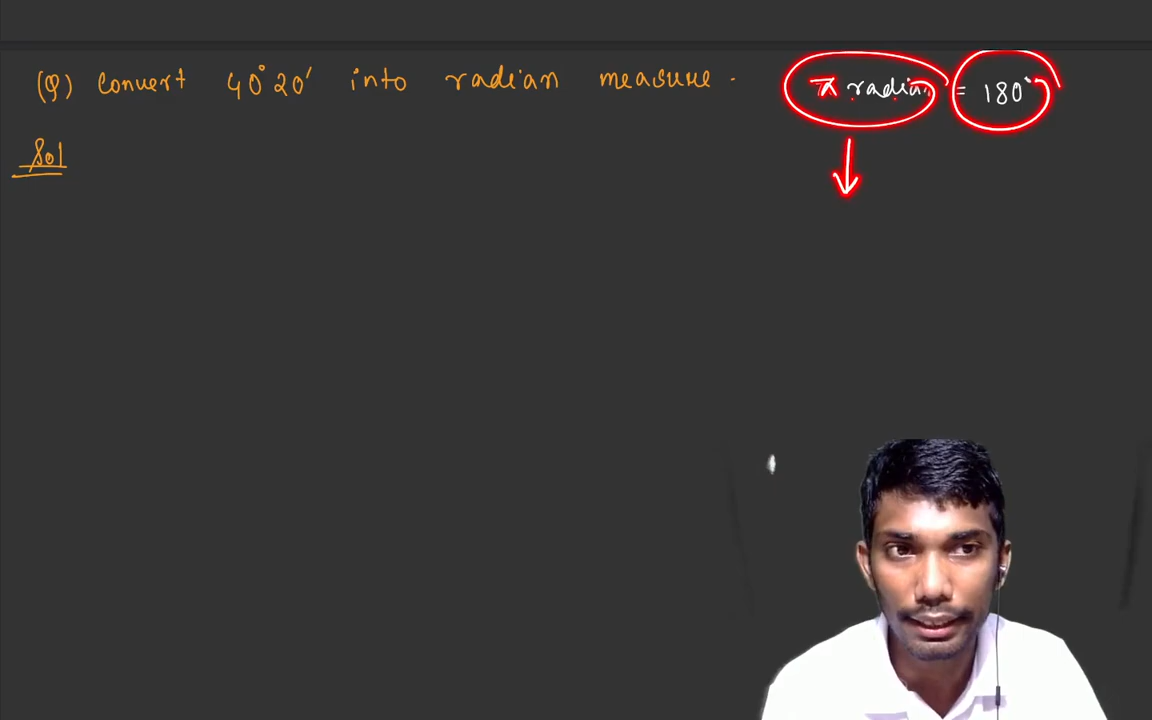 (Q) convert 40° 20′ into radian measure.
π radian = 180°
Sol